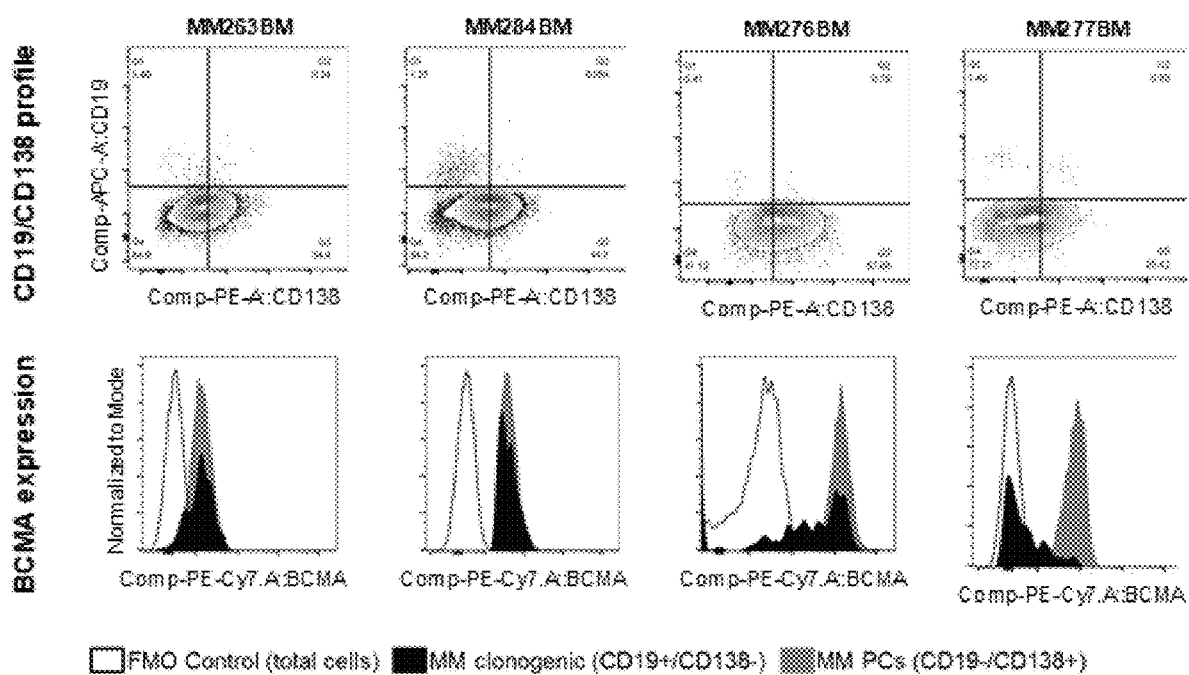 MM263BM MM284BM MM276BM MM277BM
CD19/CD138 profile
Comp-APC-A:CD19
Comp-PE-A:CD138 Comp-PE-A:CD138 Comp-PE-A:CD138 Comp-PE-A:CD138
BCMA expression
Normalized to Mode
Comp-PE-Cy7.A:BCMA Comp-PE-Cy7.A:BCMA Comp-PE-Cy7.A:BCMA Comp-PE-Cy7.A:BCMA
FMO Control (total cells) MM clonogenic (CD19+/CD138-) MM PCs (CD19-/CD138+)